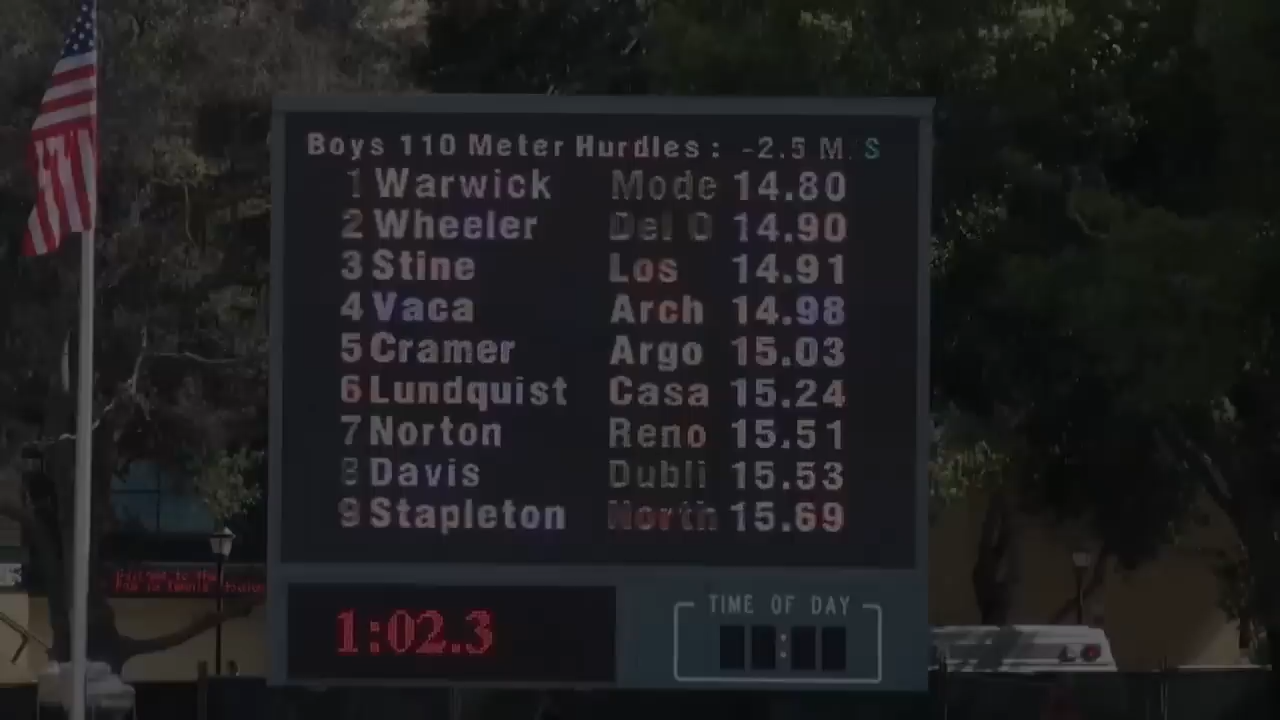 Boys 110 Meter Hurdles: -2.5 M/S
1 Warwick Mode 14.80
2 Wheeler Del O 14.90
3 Stine Los 14.91
4 Vaca Arch 14.98
5 Cramer Argo 15.03
6 Lundquist Casa 15.24
7 Norton Reno 15.51
8 Davis Dubli 15.53
9 Stapleton North 15.69
1:02.3
TIME OF DAY